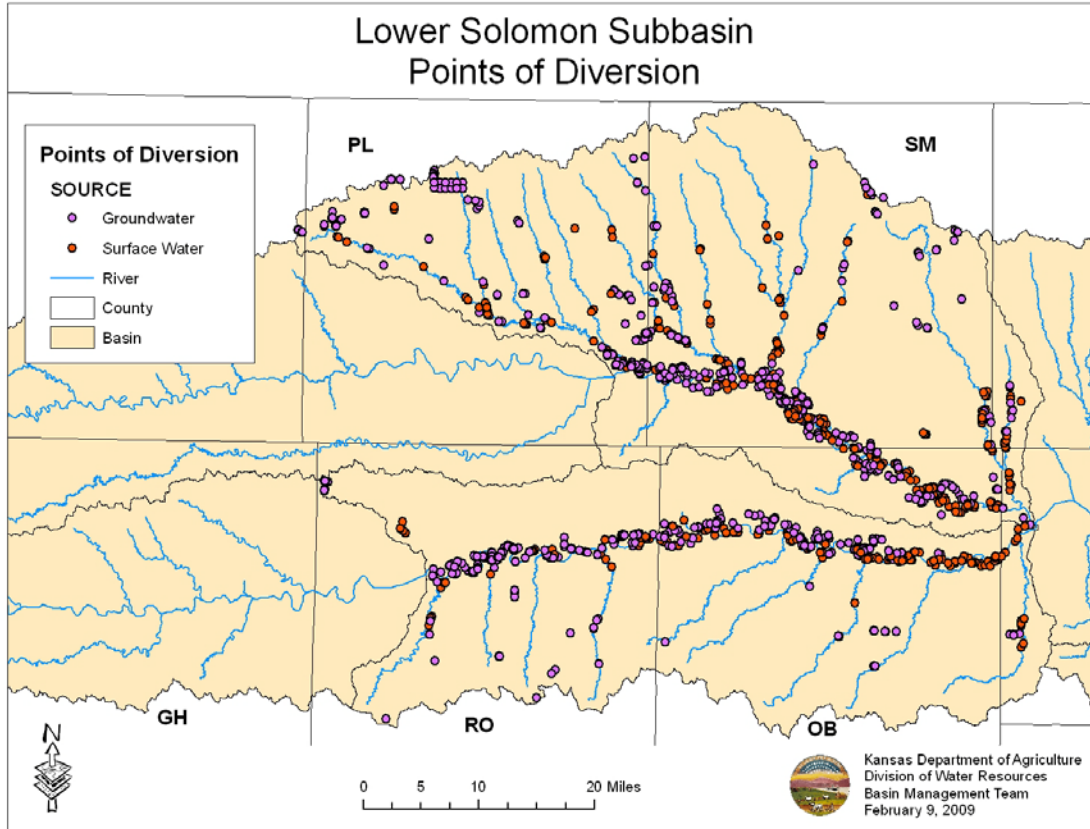 Lower Solomon Subbasin
Points of Diversion
PL
SM
Points of Diversion
SOURCE
Groundwater
Surface Water
River
County
Basin
GH
RO
OB
N
0 5 10 20 Miles
Kansas Department of Agriculture
Division of Water Resources
Basin Management Team
February 9, 2009